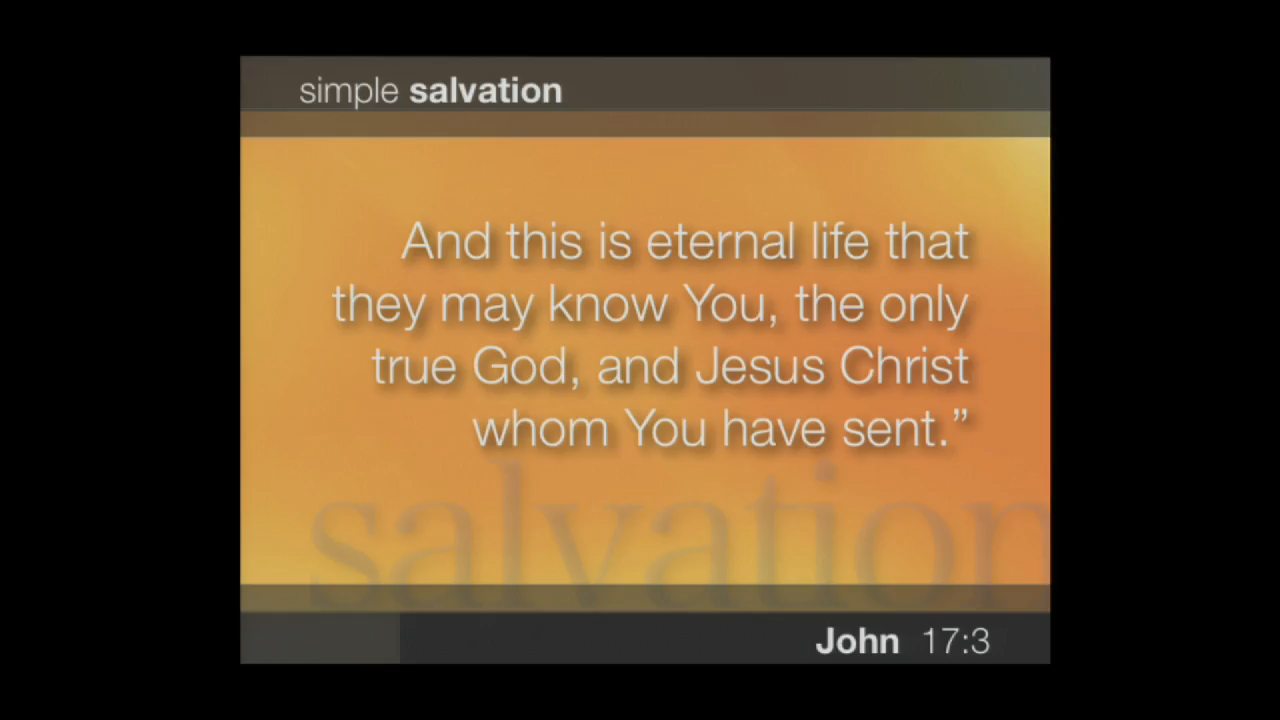 simple salvation
And this is eternal life that
they may know You, the only
true God, and Jesus Christ
whom You have sent.”
salvation
John 17:3